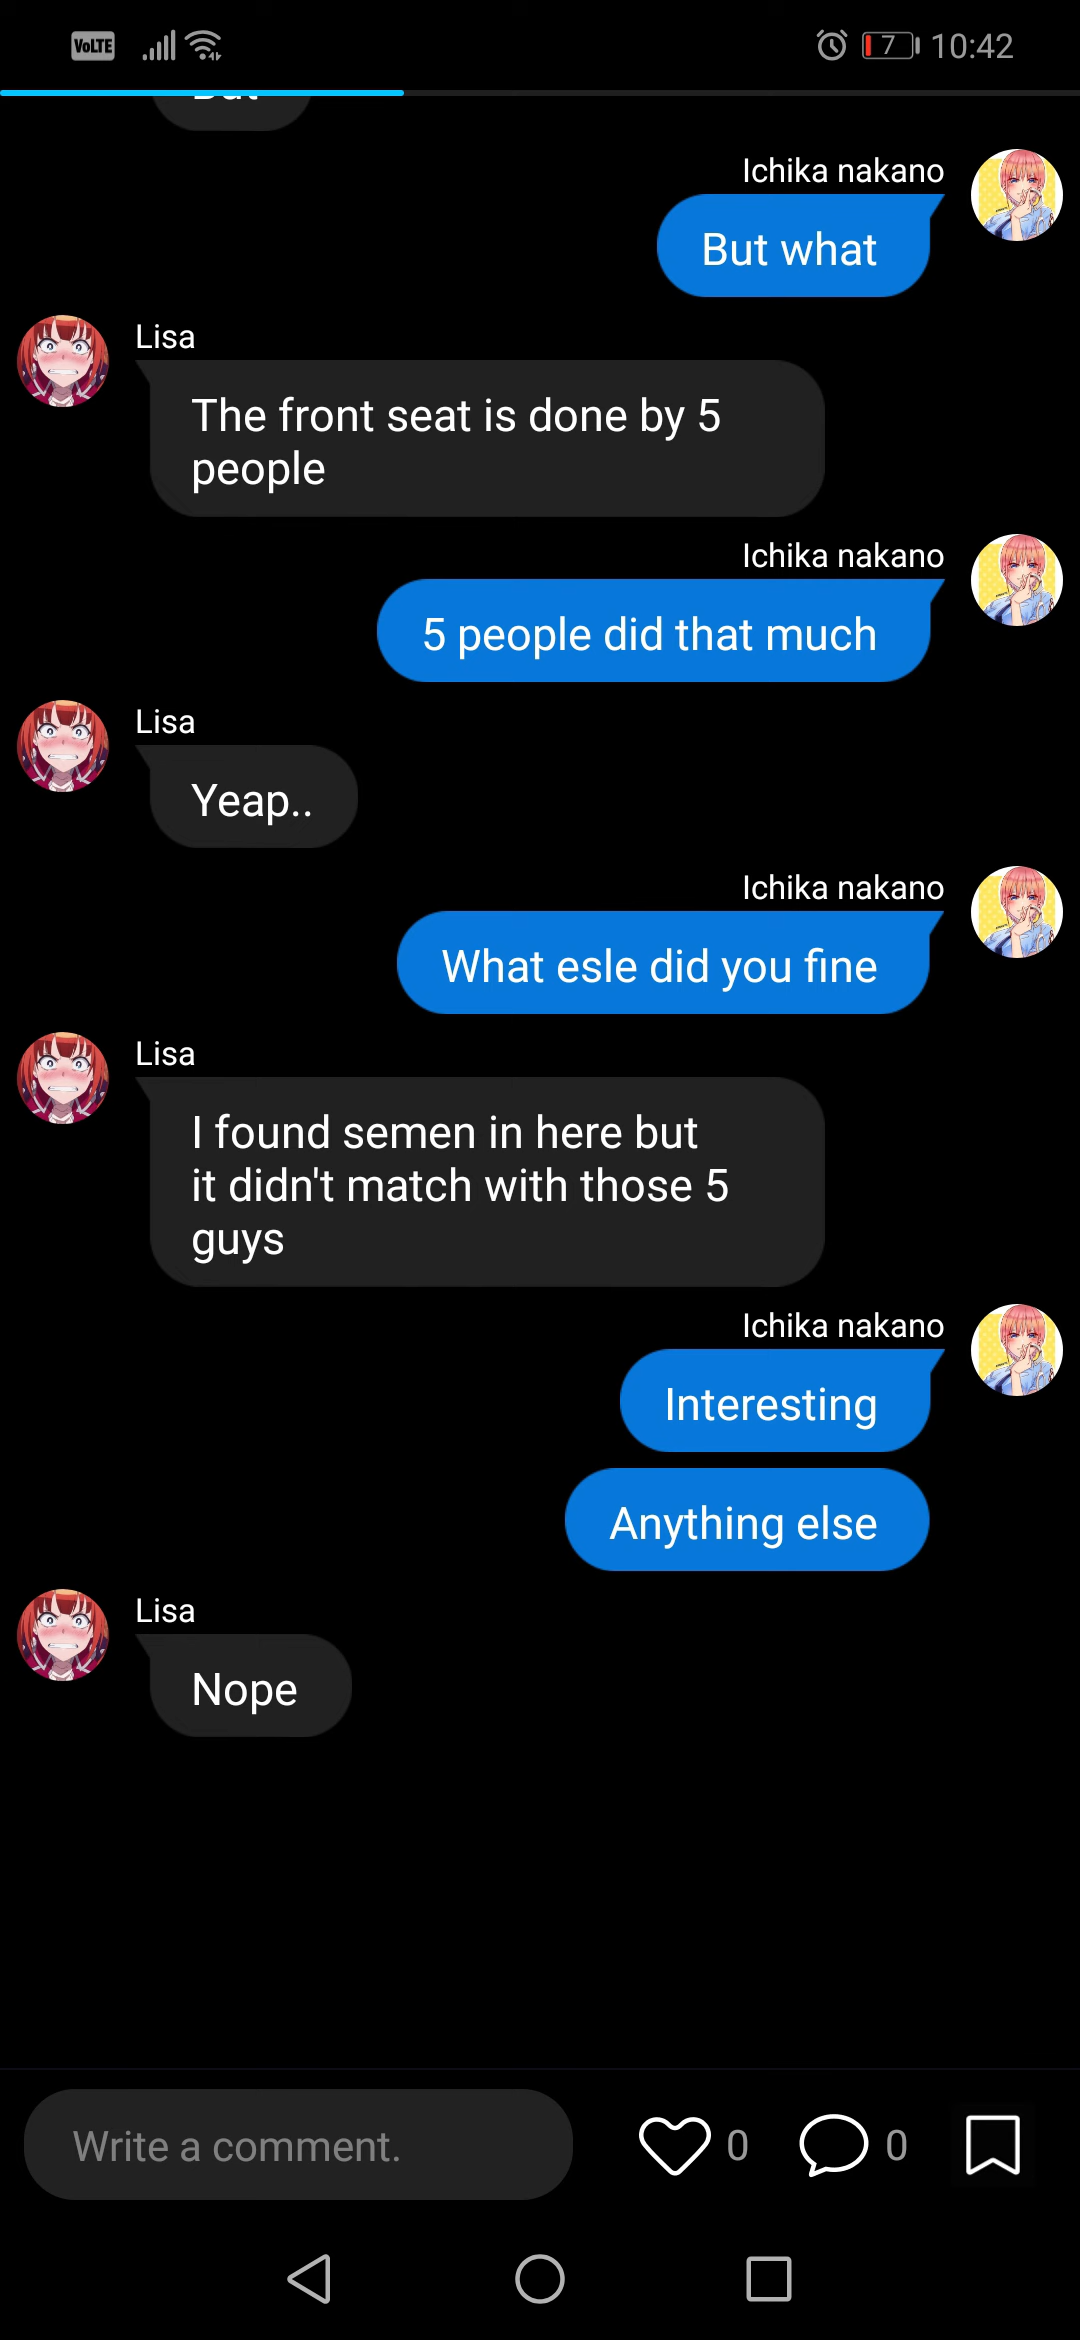 VoLTE
7
10:42
Ichika nakano
But what
Lisa
The front seat is done by 5
people
Ichika nakano
5 people did that much
Lisa
Yeap..
Ichika nakano
What esle did you fine
Lisa
I found semen in here but
it didn't match with those 5
guys
Ichika nakano
Interesting
Anything else
Lisa
Nope
Write a comment.
0
0